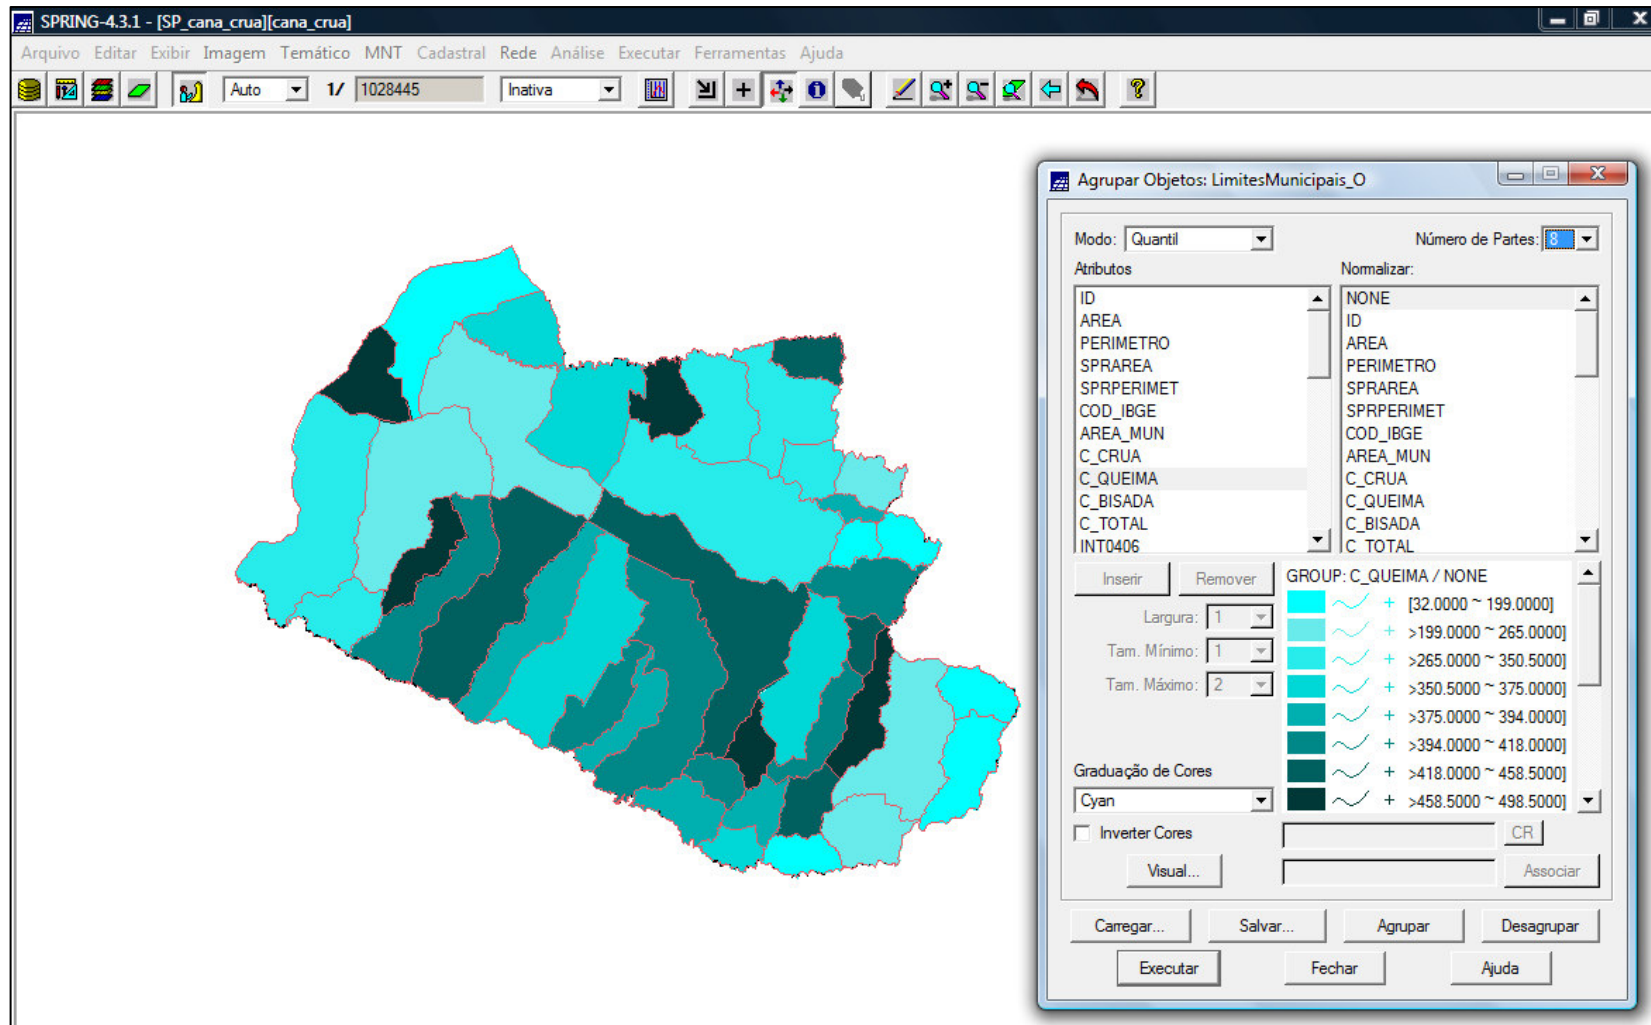 SPRING-4.3.1 - [SP_cana_crua][cana_crua]
Arquivo Editar Exibir Imagem Temático MNT Cadastral Rede Análise Executar Ferramentas Ajuda
Auto 1/ 1028445 Inativa
Agrupar Objetos: LimitesMunicipais_O
Modo: Quantil Número de Partes: 8
Atributos Normalizar:
ID NONE
AREA ID
PERIMETRO AREA
SPRAREA PERIMETRO
SPRPERIMET SPRAREA
COD_IBGE SPRPERIMET
AREA_MUN COD_IBGE
C_CRUA AREA_MUN
C_QUEIMA C_CRUA
C_BISADA C_QUEIMA
C_TOTAL C_BISADA
INT0406 C_TOTAL
Inserir Remover GROUP: C_QUEIMA / NONE
[32.0000 ~ 199.0000]
Largura: 1 >199.0000 ~ 265.0000]
Tam. Mínimo: 1 >265.0000 ~ 350.5000]
Tam. Máximo: 2 >350.5000 ~ 375.0000]
>375.0000 ~ 394.0000]
>394.0000 ~ 418.0000]
Graduação de Cores >418.0000 ~ 458.5000]
Cyan >458.5000 ~ 498.5000]
Inverter Cores CR
Visual... Associar
Carregar... Salvar... Agrupar Desagrupar
Executar Fechar Ajuda